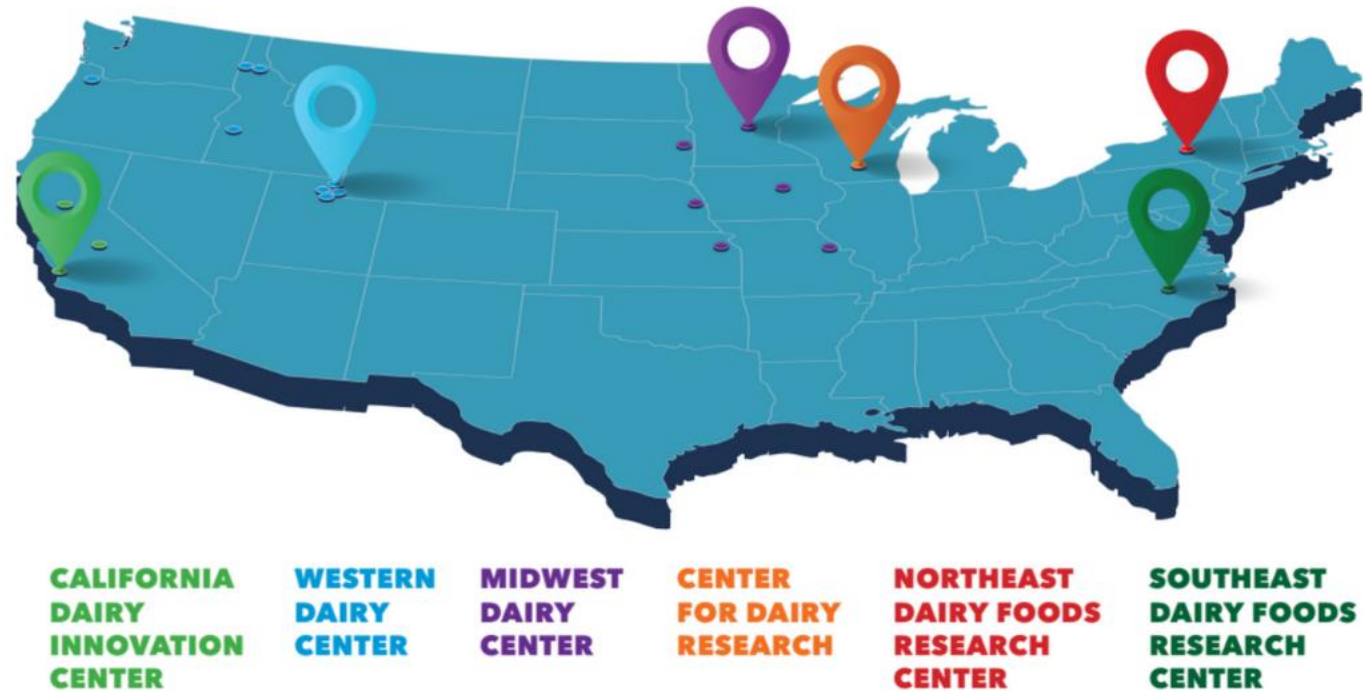 CALIFORNIA
DAIRY
INNOVATION
CENTER
WESTERN
DAIRY
CENTER
MIDWEST
DAIRY
CENTER
CENTER
FOR DAIRY
RESEARCH
NORTHEAST
DAIRY FOODS
RESEARCH
CENTER
SOUTHEAST
DAIRY FOODS
RESEARCH
CENTER